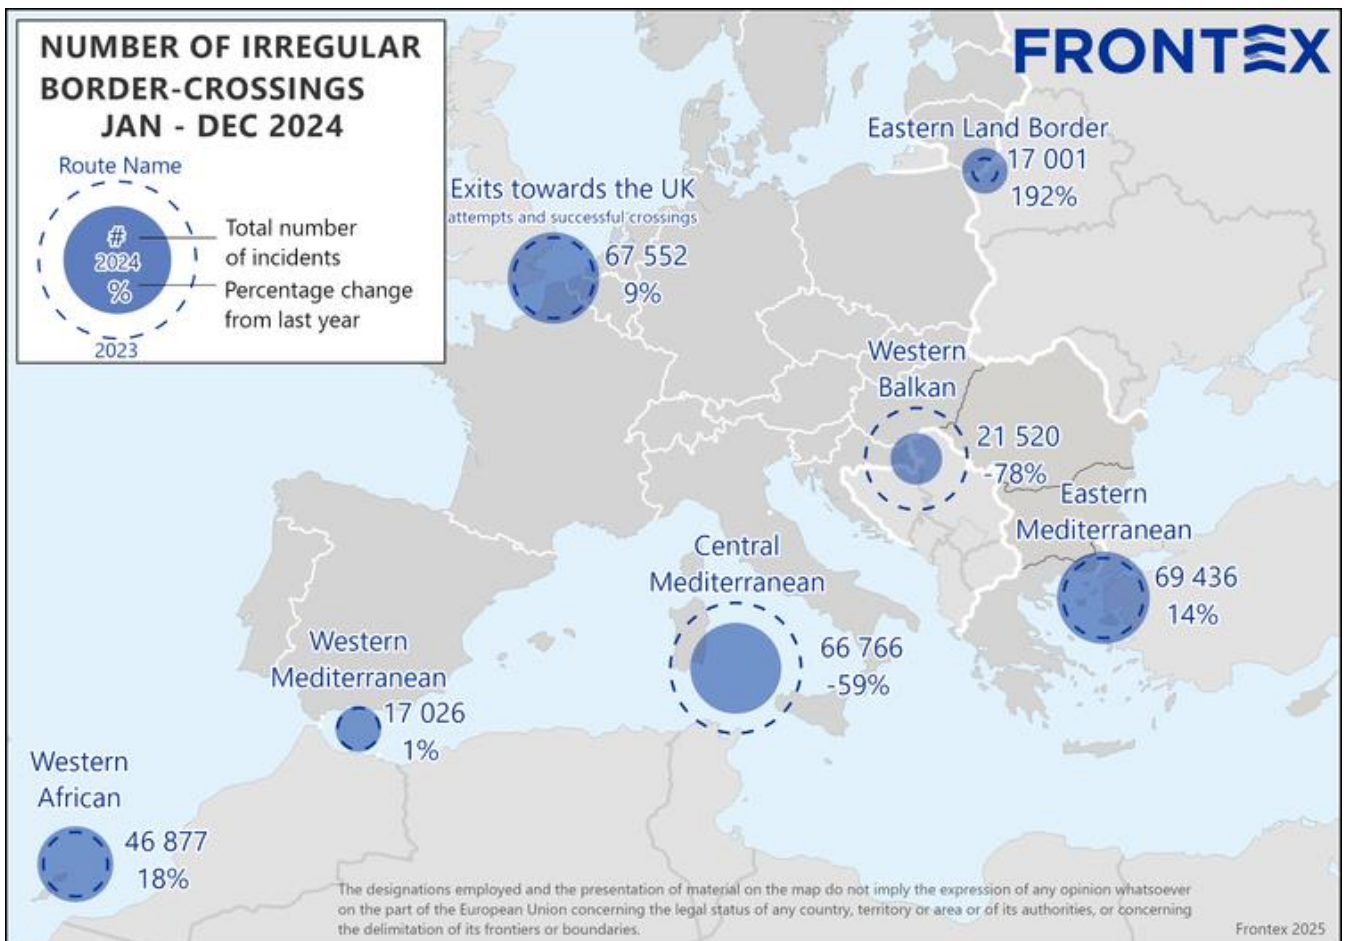 NUMBER OF IRREGULAR
BORDER-CROSSINGS
JAN - DEC 2024
Route Name
#
2024
%
2023
Total number
of incidents
Percentage change
from last year
FRONTEX
Eastern Land Border
17 001
192%
Exits towards the UK
attempts and successful crossings
67 552
9%
Western
Balkan
21 520
-78%
Eastern
Mediterranean
69 436
14%
Central
Mediterranean
66 766
-59%
Western
Mediterranean
17 026
1%
Western
African
46 877
18%
The designations employed and the presentation of material on the map do not imply the expression of any opinion whatsoever
on the part of the European Union concerning the legal status of any country, territory or area or of its authorities, or concerning
the delimitation of its frontiers or boundaries.
Frontex 2025